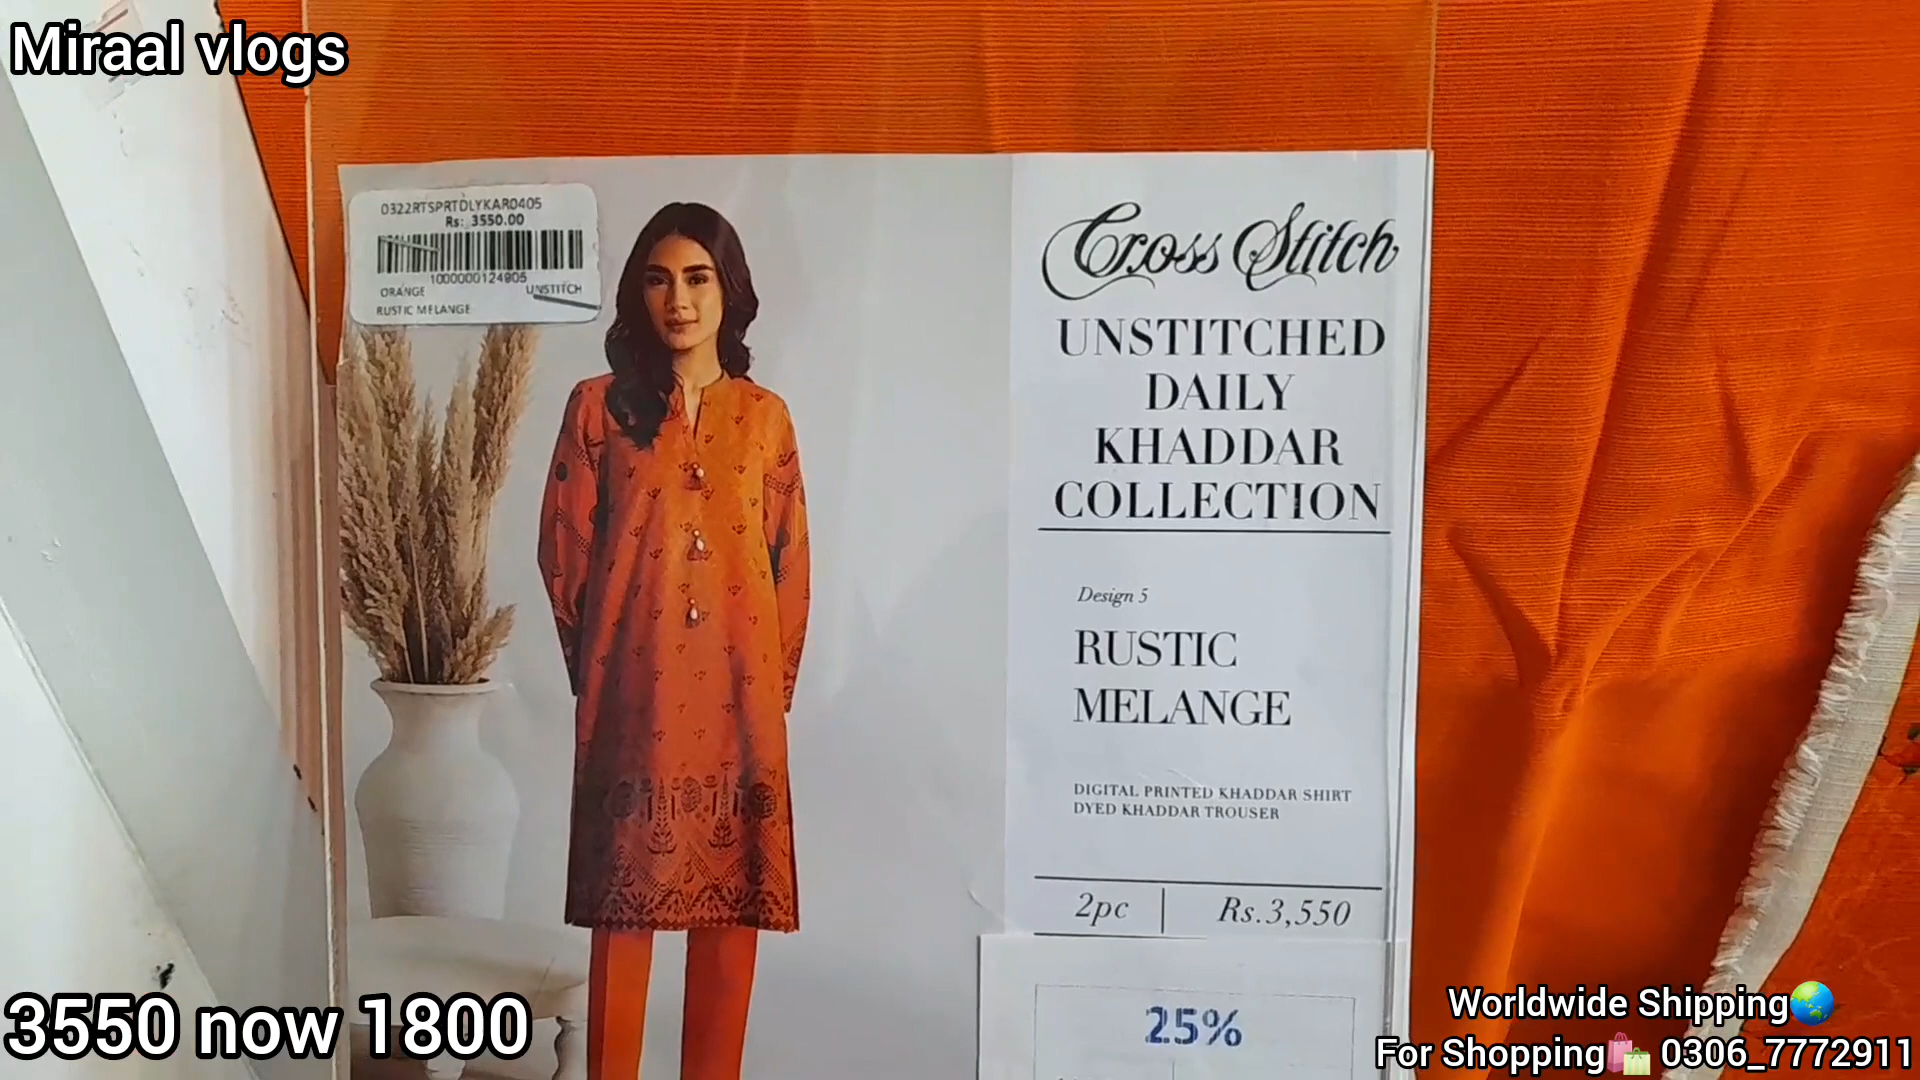 Miraal vlogs
0322RTSPRTDLYKAR0405
Rs: 3550.00
1000000124905
ORANGE UNSTITCH
RUSTIC MELANGE
Cross Stitch
UNSTITCHED
DAILY
KHADDAR
COLLECTION
Design 5
RUSTIC
MELANGE
DIGITAL PRINTED KHADDAR SHIRT
DYED KHADDAR TROUSER
2pc | Rs.3,550
25%
3550 now 1800
Worldwide Shipping🌏
For Shopping🛍️ 0306_7772911